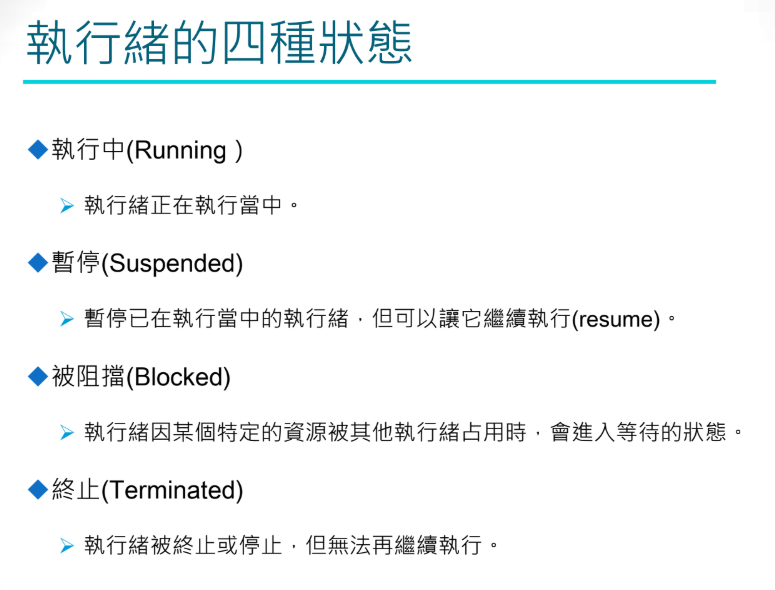 執行緒的四種狀態
◆執行中(Running )
➢ 執行緒正在執行當中。
◆暫停(Suspended)
➢ 暫停已在執行當中的執行緒，但可以讓它繼續執行(resume)。
◆被阻擋(Blocked)
➢ 執行緒因某個特定的資源被其他執行緒占用時，會進入等待的狀態。
◆終止(Terminated)
➢ 執行緒被終止或停止，但無法再繼續執行。